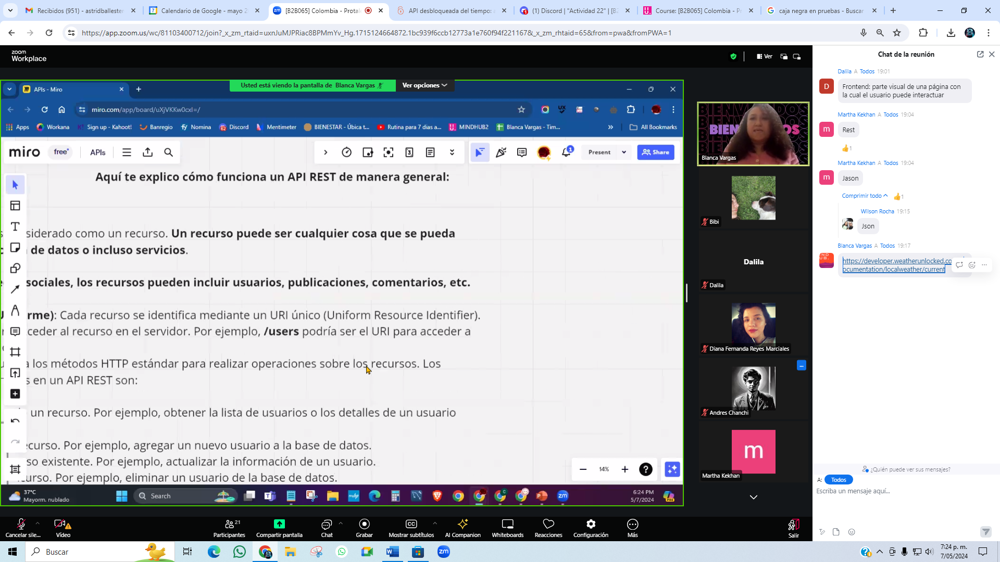 Recibidos (951) - astridballester
Calendario de Google - mayo 2
[B2B065] Colombia - Protale
API desbloqueada del tiempo: a
(1) Discord | "Actividad 22" | [B2
Course: [B2B065] Colombia - Pr
caja negra en pruebas - Buscar
https://app.zoom.us/wc/81103400712/join?_x_zm_rtaid=uxnJuMJPRiac8BPMmYv_Hg.1715124664872.1bc939f6ccb12773a1e760f94f221167&_x_zm_rhtaid=65&from=pwa&fromPWA=1
zoom
Workplace
Ver
Chat de la reunión
APIs - Miro
Usted está viendo la pantalla de Blanca Vargas
Ver opciones
miro.com/app/board/uXjVKKw0cxI=/
Apps
Workana
Sign up - Kahoot!
Banregio
Nomina
Discord
Mentimeter
BIENESTAR - Úbica t...
Rutina para 7 dias a...
MINDHUB2
Blanca Vargas - Tim...
All Bookmarks
miro
free
APIs
1
Present
Share
Aquí te explico cómo funciona un API REST de manera general:
siderado como un recurso. Un recurso puede ser cualquier cosa que se pueda
de datos o incluso servicios.
sociales, los recursos pueden incluir usuarios, publicaciones, comentarios, etc.
rme): Cada recurso se identifica mediante un URI único (Uniform Resource Identifier).
ceder al recurso en el servidor. Por ejemplo, /users podría ser el URI para acceder a
a los métodos HTTP estándar para realizar operaciones sobre los recursos. Los
s en un API REST son:
un recurso. Por ejemplo, obtener la lista de usuarios o los detalles de un usuario
ecurso. Por ejemplo, agregar un nuevo usuario a la base de datos.
so existente. Por ejemplo, actualizar la información de un usuario.
curso. Por ejemplo, eliminar un usuario de la base de datos.
14%
37°C
Mayorm. nublado
Search
6:24 PM
5/7/2024
Blanca Vargas
Bibi
Dalila
Dalila
Diana Fernanda Reyes Marciales
Andres Chanchi
m
Martha Kekhan
Dalila A Todos 19:01
D
Frontend: parte visual de una página con
la cual el usuario puede interactuar
Martha Kekhan A Todos 19:04
m
Rest
1
Martha Kekhan A Todos 19:04
m
Jason
Comprimir todo
1
Wilson Rocha 19:15
Json
Blanca Vargas A Todos 19:17
https://developer.weatherunlocked.co
ocumentation/localweather/current
¿Quién puede ver sus mensajes?
A: Todos
Escriba un mensaje aquí...
Cancelar sile...
Vídeo
21
Participantes
Compartir pantalla
Chat
Grabar
Mostrar subtítulos
AI Companion
Whiteboards
Reacciones
Configuración
Más
Salir
Buscar
7:24 p. m.
7/05/2024